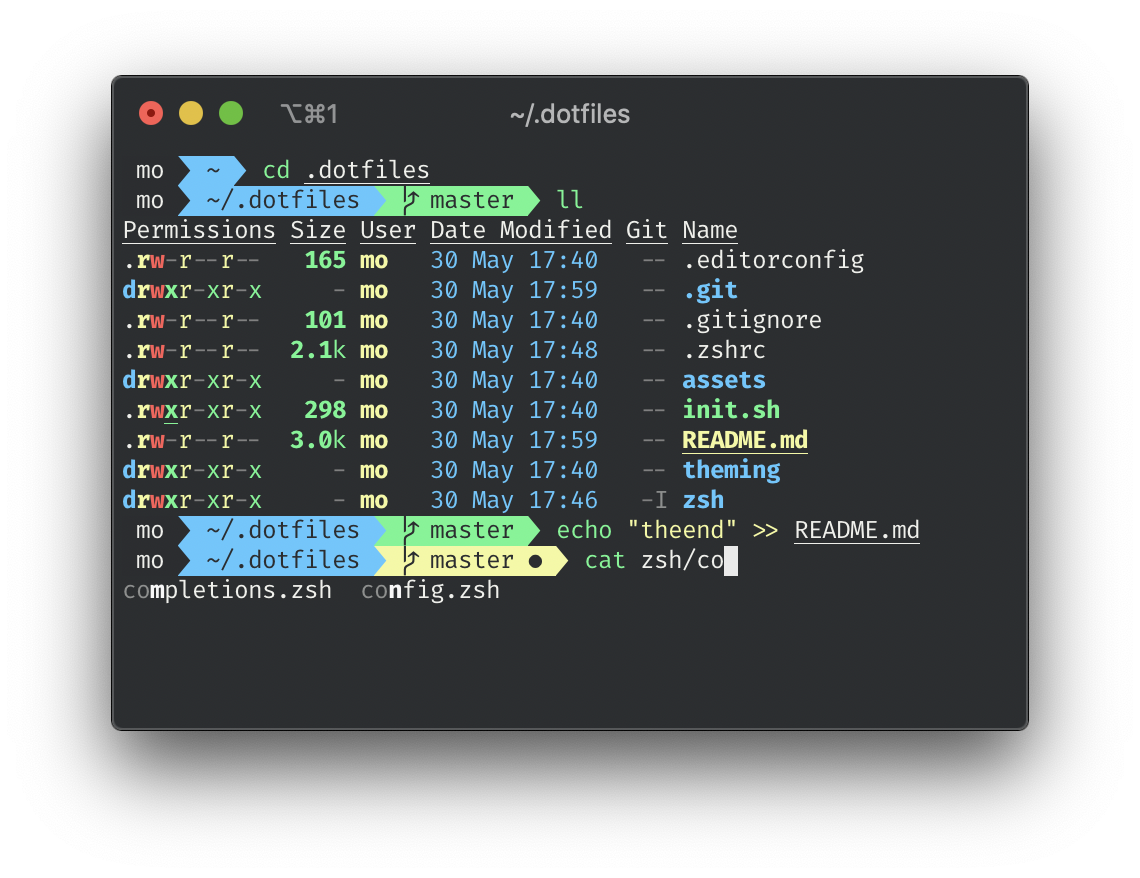 ⌥⌘1 ~/.dotfiles
mo ~ cd .dotfiles
mo ~/.dotfiles master ll
Permissions Size User Date Modified Git Name
.rw-r--r-- 165 mo 30 May 17:40 -- .editorconfig
drwxr-xr-x - mo 30 May 17:59 -- .git
.rw-r--r-- 101 mo 30 May 17:40 -- .gitignore
.rw-r--r-- 2.1k mo 30 May 17:48 -- .zshrc
drwxr-xr-x - mo 30 May 17:40 -- assets
.rwxr-xr-x 298 mo 30 May 17:40 -- init.sh
.rw-r--r-- 3.0k mo 30 May 17:59 -- README.md
drwxr-xr-x - mo 30 May 17:40 -- theming
drwxr-xr-x - mo 30 May 17:46 -I zsh
mo ~/.dotfiles master echo "theend" >> README.md
mo ~/.dotfiles master ● cat zsh/co
completions.zsh config.zsh